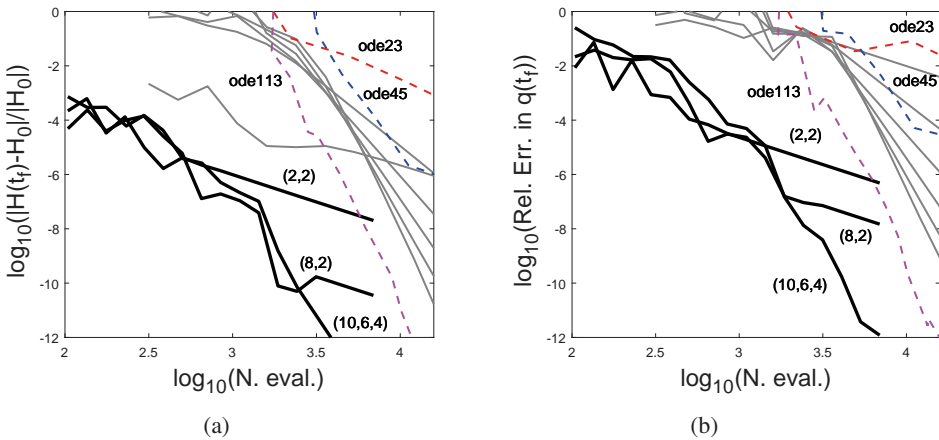 0
-2
-4
-6
-8
-10
-12
2
2.5
3
3.5
4
log10(|H(tf)-H0|/|H0|)
log10(N. eval.)
ode23
ode113
ode45
(2,2)
(8,2)
(10,6,4)
(a)
0
-2
-4
-6
-8
-10
-12
2
2.5
3
3.5
4
log10(Rel. Err. in q(tf))
log10(N. eval.)
ode23
ode45
ode113
(2,2)
(8,2)
(10,6,4)
(b)